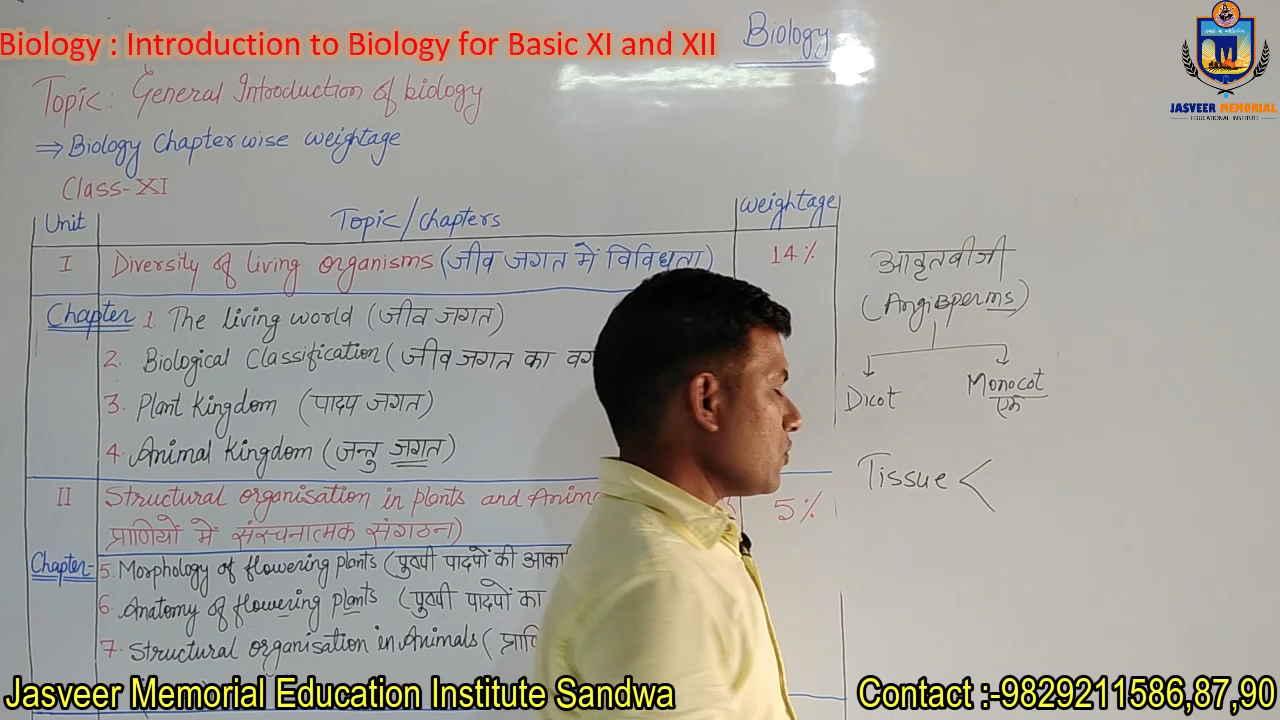 Biology : Introduction to Biology for Basic XI and XII
Biology
JASVEER MEMORIAL
EDUCATIONAL INSTITUTE
Topic: General Introduction of biology
⇒ Biology Chapterwise weightage
Class-XI
Unit Topic/chapters weightage
I Diversity of living organisms (जीव जगत में विविधता) 14%
Chapter 1. The living world (जीव जगत)
2. Biological Classification (जीव जगत का वर्ग
3. Plant Kingdom (पादप जगत)
4. Animal Kingdom (जन्तु जगत)
II Structural organisation in plants and Anima 5%
प्राणियों में संरचनात्मक संगठन)
Chapter- 5. Morphology of flowering plants (पुष्पी पादपों की आकारि
6. Anatomy of flowering plants (पुष्पी पादपों का
7. Structural organisation in Animals (प्राणि
आवृतबीजी
(Angiosperms)
Dicot Monocot
एक
Tissue <
Jasveer Memorial Education Institute Sandwa
Contact :-9829211586,87,90